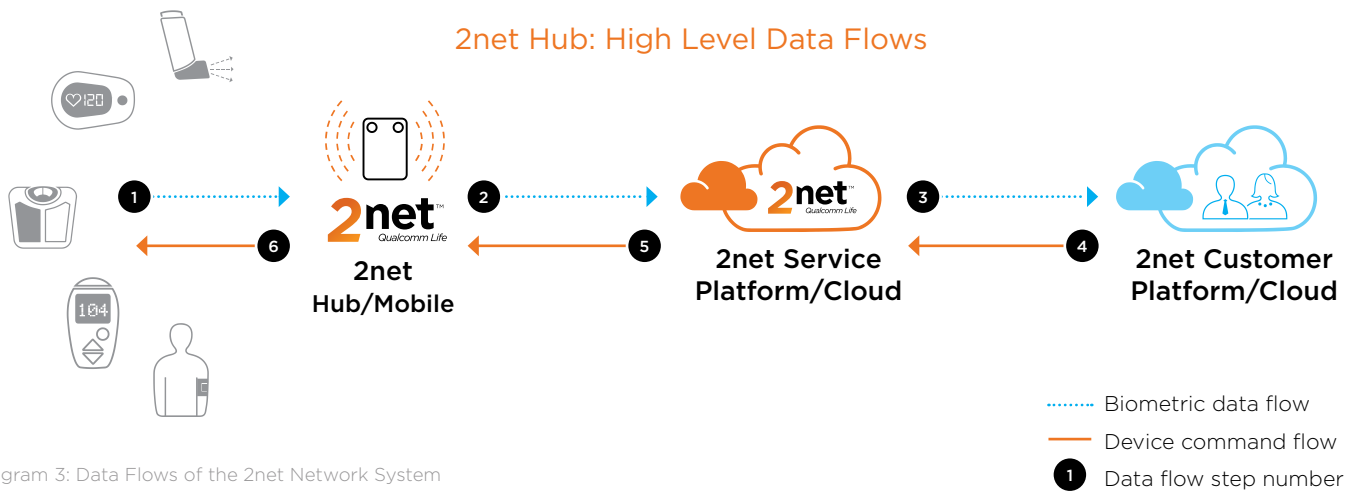 2net Hub: High Level Data Flows
120
1
2
3
2net™
Qualcomm Life
2net™
Qualcomm Life
6
5
4
2net
Hub/Mobile
2net Service
Platform/Cloud
2net Customer
Platform/Cloud
104
Biometric data flow
Device command flow
1 Data flow step number
gram 3: Data Flows of the 2net Network System